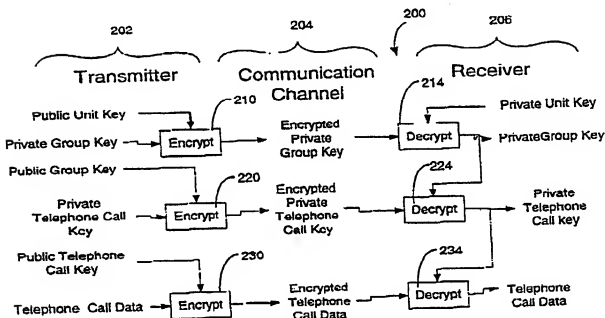 200
202
204
206
Transmitter
Communication
Channel
Receiver
210
214
Public Unit Key
Private Unit Key
Private Group Key
Encrypt
Encrypted
Private
Group Key
Decrypt
PrivateGroup Key
Public Group Key
220
224
Private
Telephone Call
Key
Encrypt
Encrypted
Private
Telephone
Call Key
Decrypt
Private
Telephone
Call key
Public Telephone
Call Key
230
234
Telephone Call Data
Encrypt
Encrypted
Telephone
Call Data
Decrypt
Telephone
Call Data